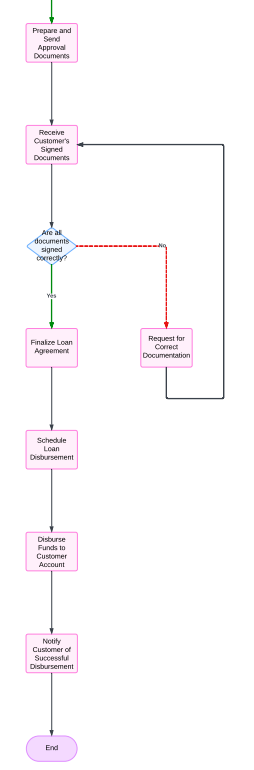 Prepare and
Send
Approval
Documents
Receive
Customer's
Signed
Documents
Are all
documents
signed
correctly?
No
Yes
Finalize Loan
Agreement
Request for
Correct
Documentation
Schedule
Loan
Disbursement
Disburse
Funds to
Customer
Account
Notify
Customer of
Successful
Disbursement
End